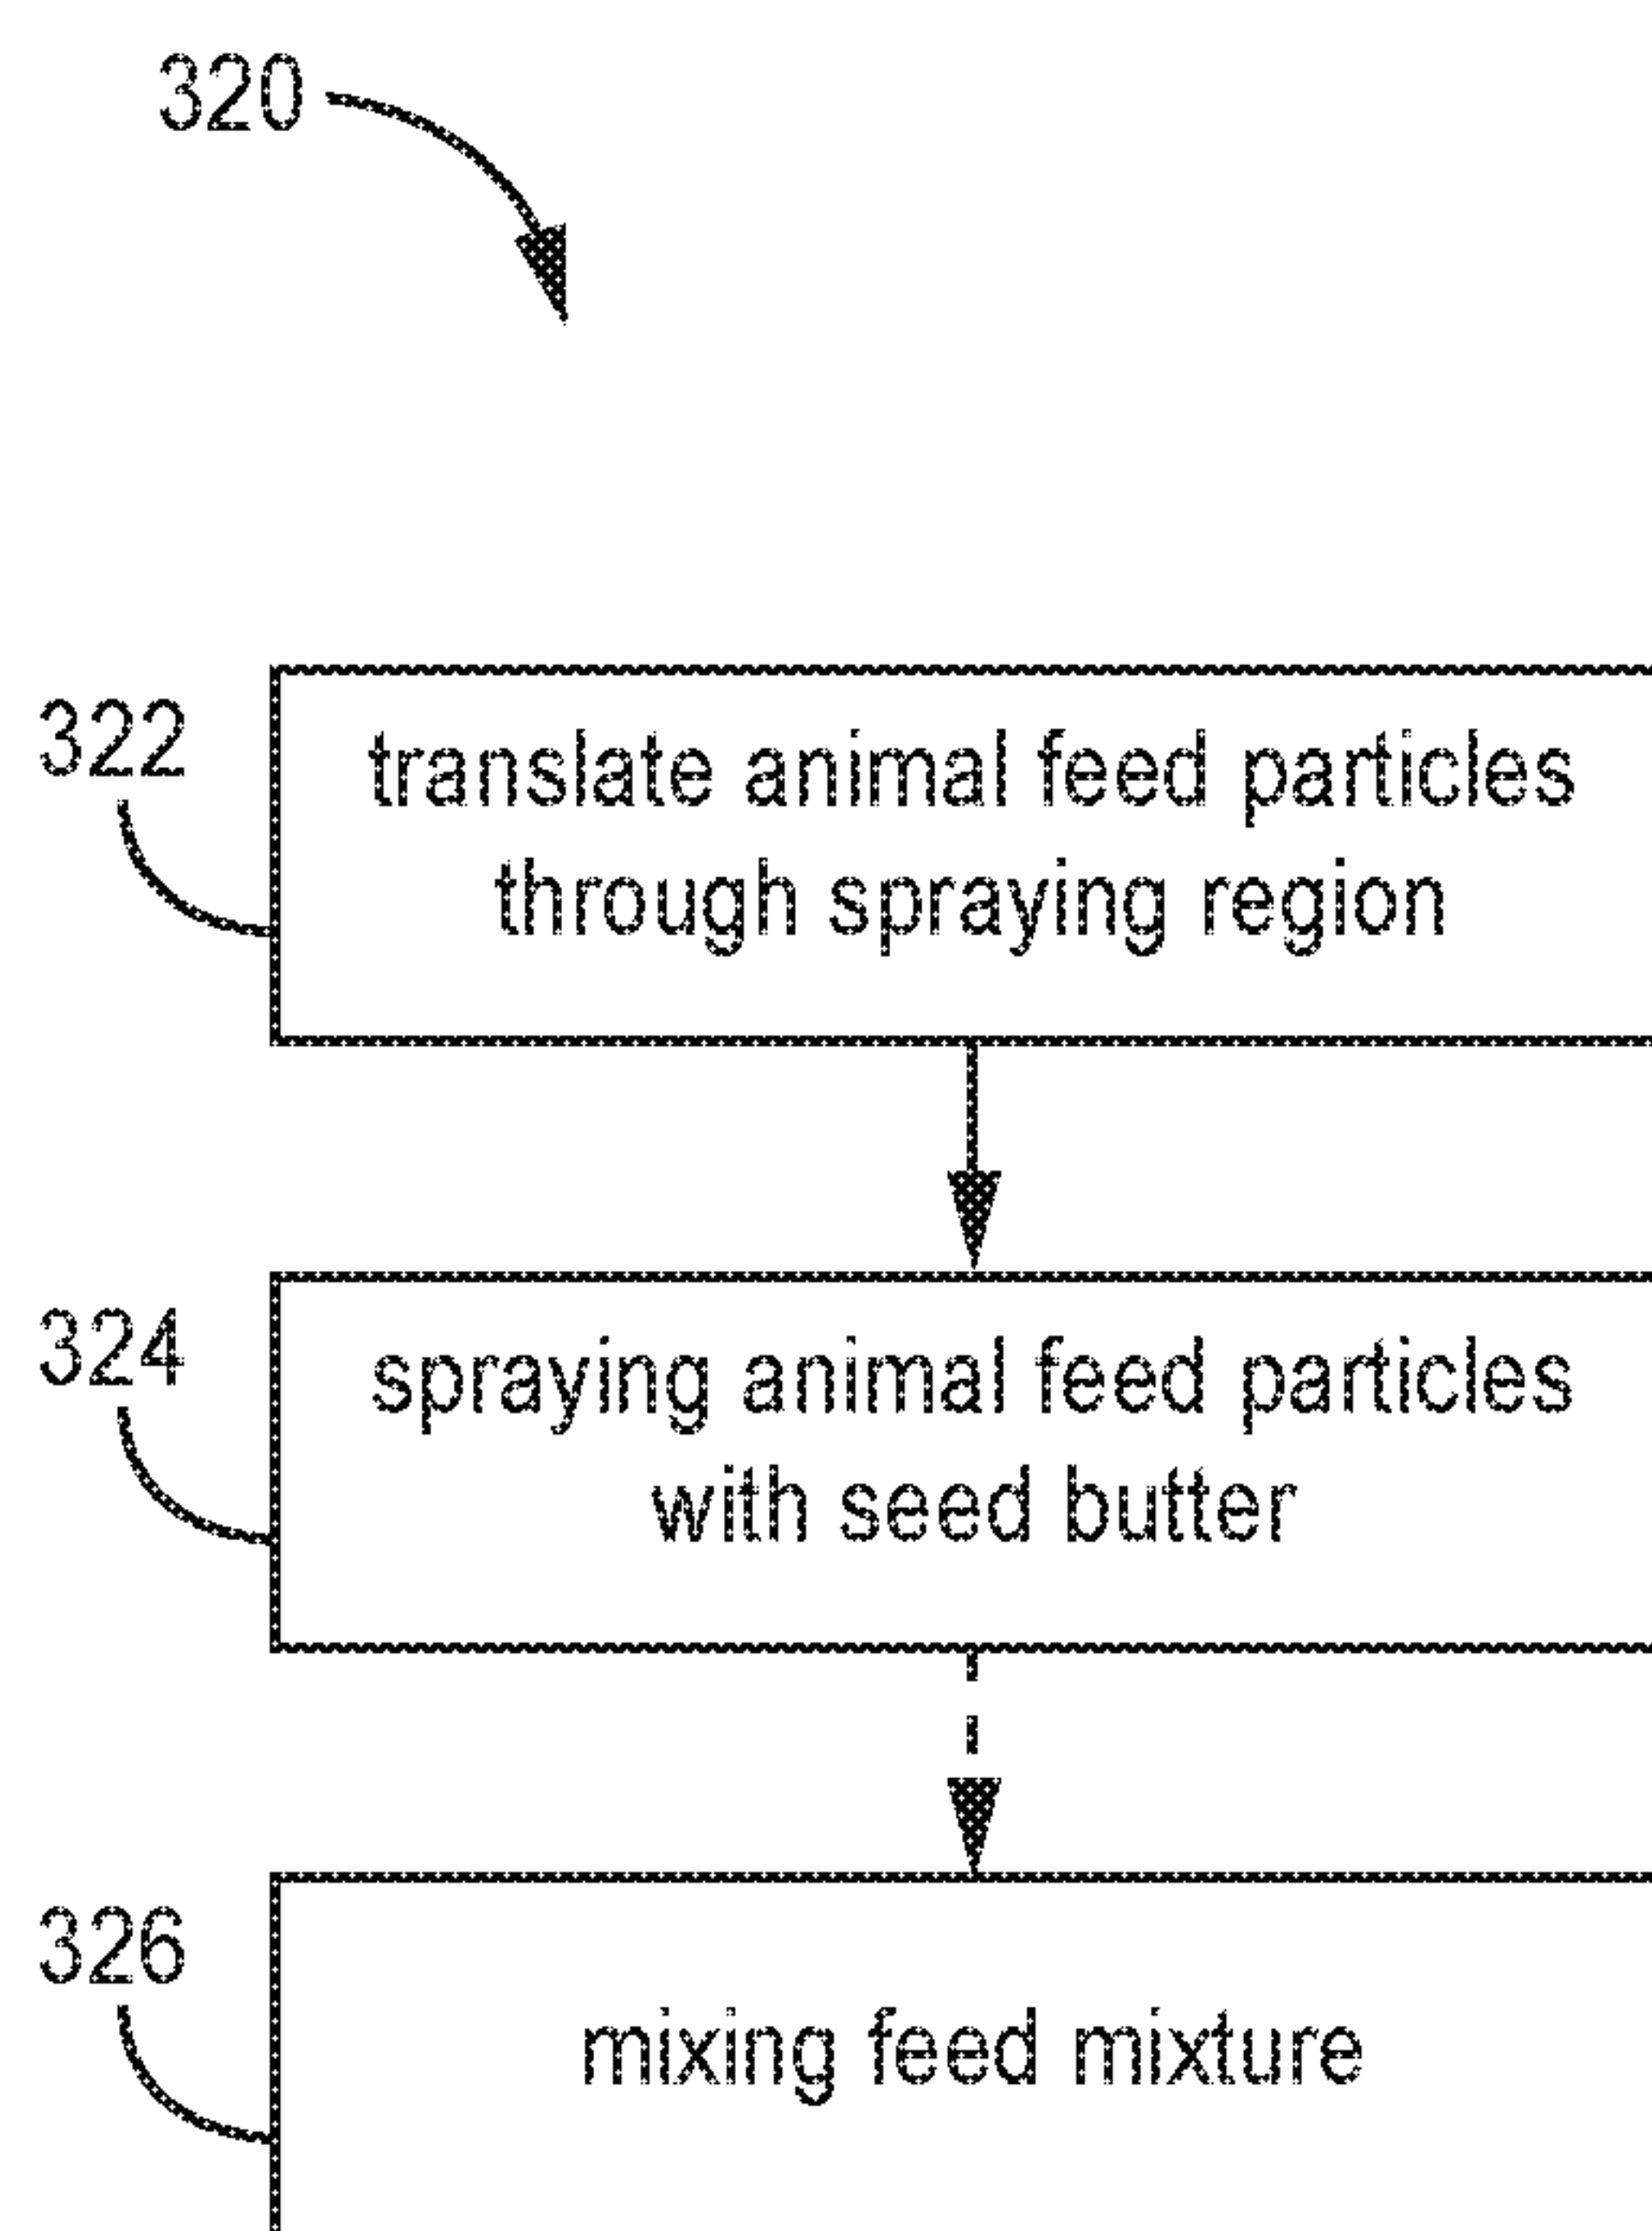 320
322
translate animal feed particles
through spraying region
324
spraying animal feed particles
with seed butter
326
mixing feed mixture